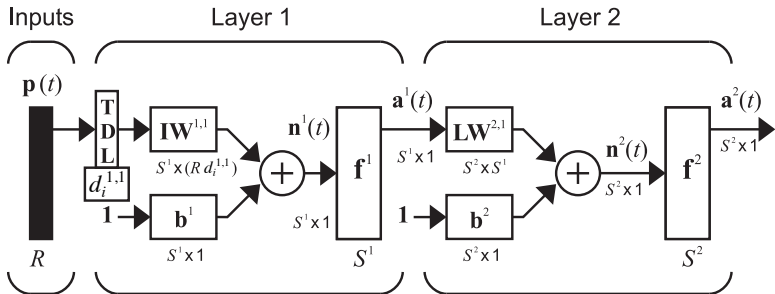 Inputs
Layer 1
Layer 2
p(t)
T
D
L
d_i^{1,1}
IW^{1,1}
S^1 x (R d_i^{1,1})
n^1(t)
a^1(t)
S^1 x 1
LW^{2,1}
S^2 x S^1
n^2(t)
S^2 x 1
a^2(t)
S^2 x 1
+
f^1
+
f^2
1
b^1
S^1 x 1
S^1 x 1
1
b^2
S^2 x 1
R
S^1
S^2